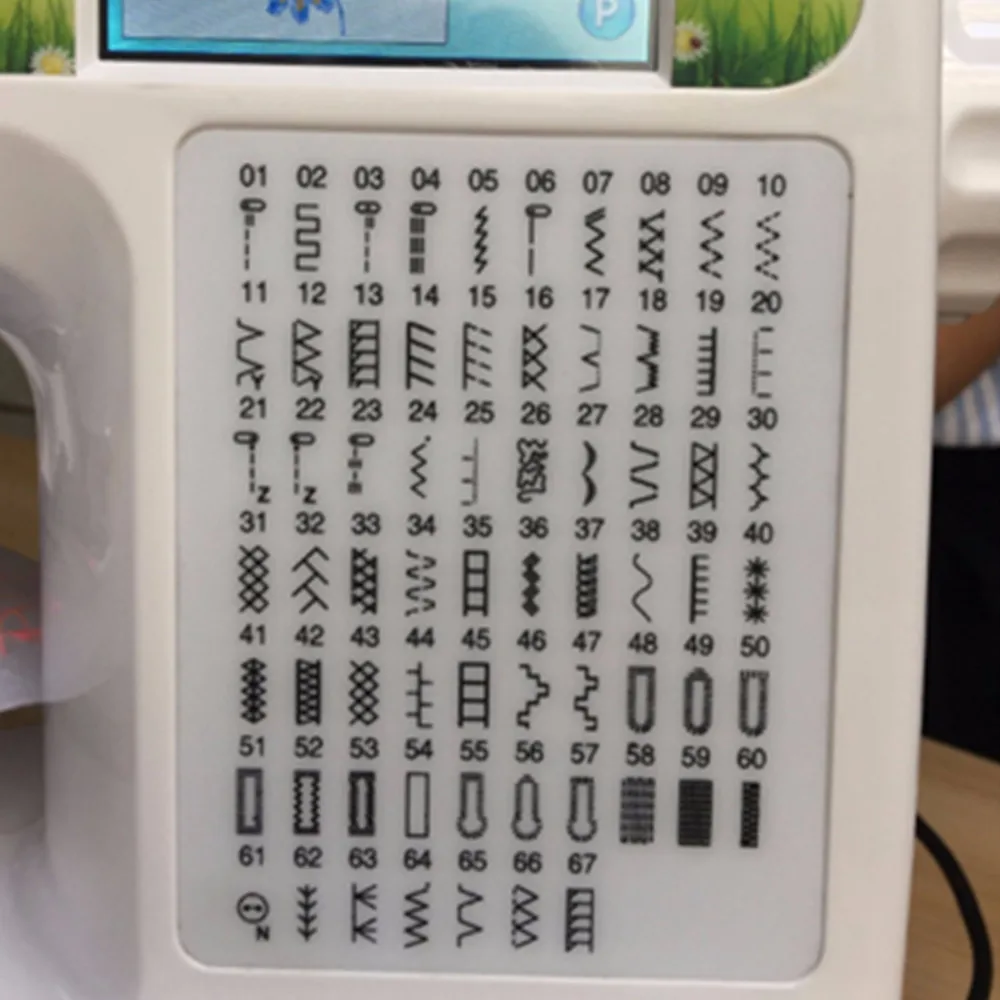 P
01 02 03 04 05 06 07 08 09 10
11 12 13 14 15 16 17 18 19 20
21 22 23 24 25 26 27 28 29 30
Z Z
31 32 33 34 35 36 37 38 39 40
41 42 43 44 45 46 47 48 49 50
51 52 53 54 55 56 57 58 59 60
61 62 63 64 65 66 67
N